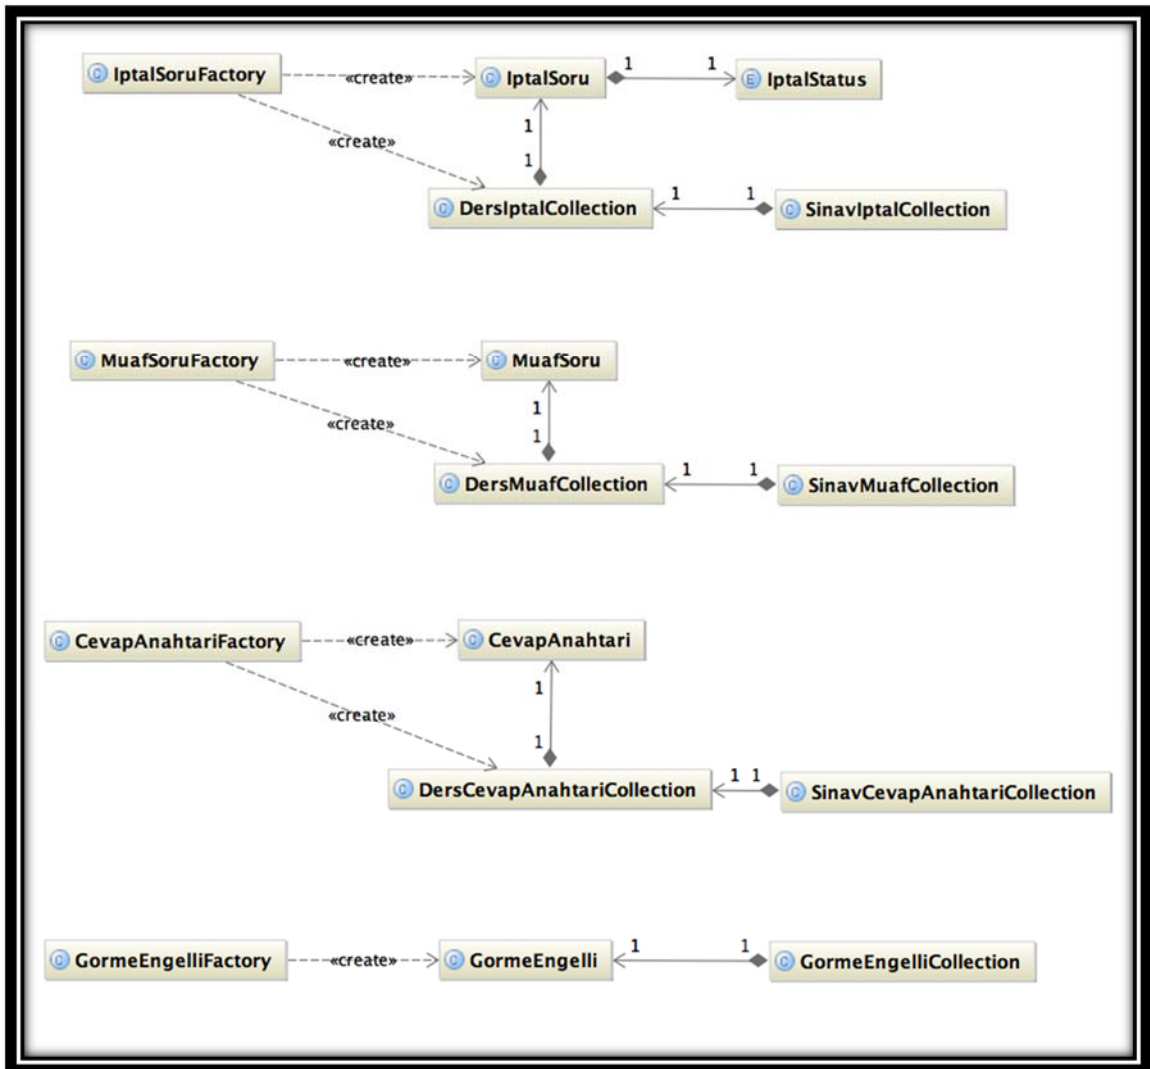 IptalSoruFactory
«create»
IptalSoru
1
1
IptalStatus
«create»
1
1
DersIptalCollection
1
1
SinavIptalCollection
MuafSoruFactory
«create»
MuafSoru
«create»
1
1
DersMuafCollection
1
1
SinavMuafCollection
CevapAnahtariFactory
«create»
CevapAnahtari
«create»
1
1
DersCevapAnahtariCollection
1
1
SinavCevapAnahtariCollection
GormeEngelliFactory
«create»
GormeEngelli
1
1
GormeEngelliCollection